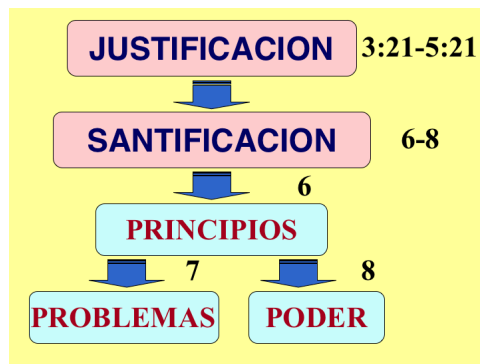 JUSTIFICACION 3:21-5:21
SANTIFICACION 6-8
6
PRINCIPIOS
7 8
PROBLEMAS PODER